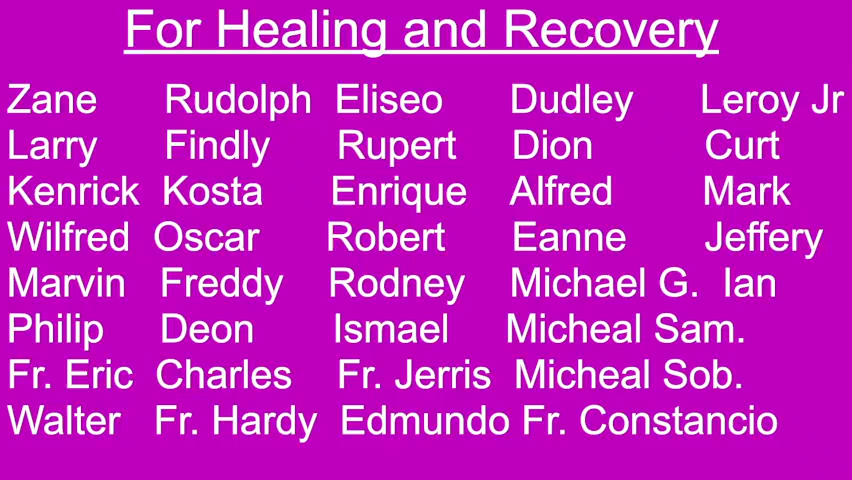 For Healing and Recovery
Zane Rudolph Eliseo Dudley Leroy Jr
Larry Findly Rupert Dion Curt
Kenrick Kosta Enrique Alfred Mark
Wilfred Oscar Robert Eanne Jeffery
Marvin Freddy Rodney Michael G. Ian
Philip Deon Ismael Micheal Sam.
Fr. Eric Charles Fr. Jerris Micheal Sob.
Walter Fr. Hardy Edmundo Fr. Constancio